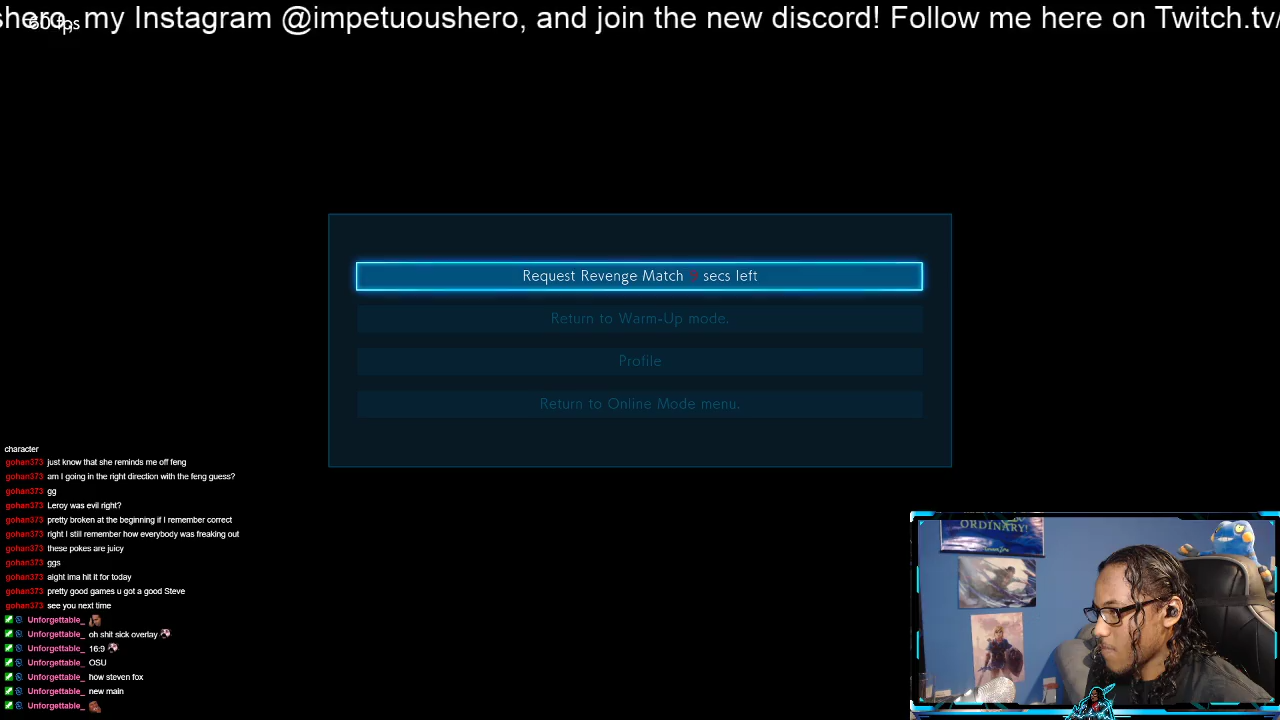 shero, my Instagram @impetuoushero, and join the new discord! Follow me here on Twitch.tv/
60 fps
Request Revenge Match secs left
Return to Warm-Up mode.
Profile
Return to Online Mode menu.
character
gohan373 just know that she reminds me off feng
gohan373 am I going in the right direction with the feng guess?
gohan373 gg
gohan373 Leroy was evil right?
gohan373 pretty broken at the beginning if I remember correct
gohan373 right I still remember how everybody was freaking out
gohan373 these pokes are juicy
gohan373 ggs
gohan373 alght ima hit it for today
gohan373 pretty good games u got a good Steve
gohan373 see you next time
Unforgettable_
Unforgettable_ oh shit sick overlay
Unforgettable_ 16:9
Unforgettable_ OSU
Unforgettable_ how steven fox
Unforgettable_ new main
Unforgettable_
ORDINARY!